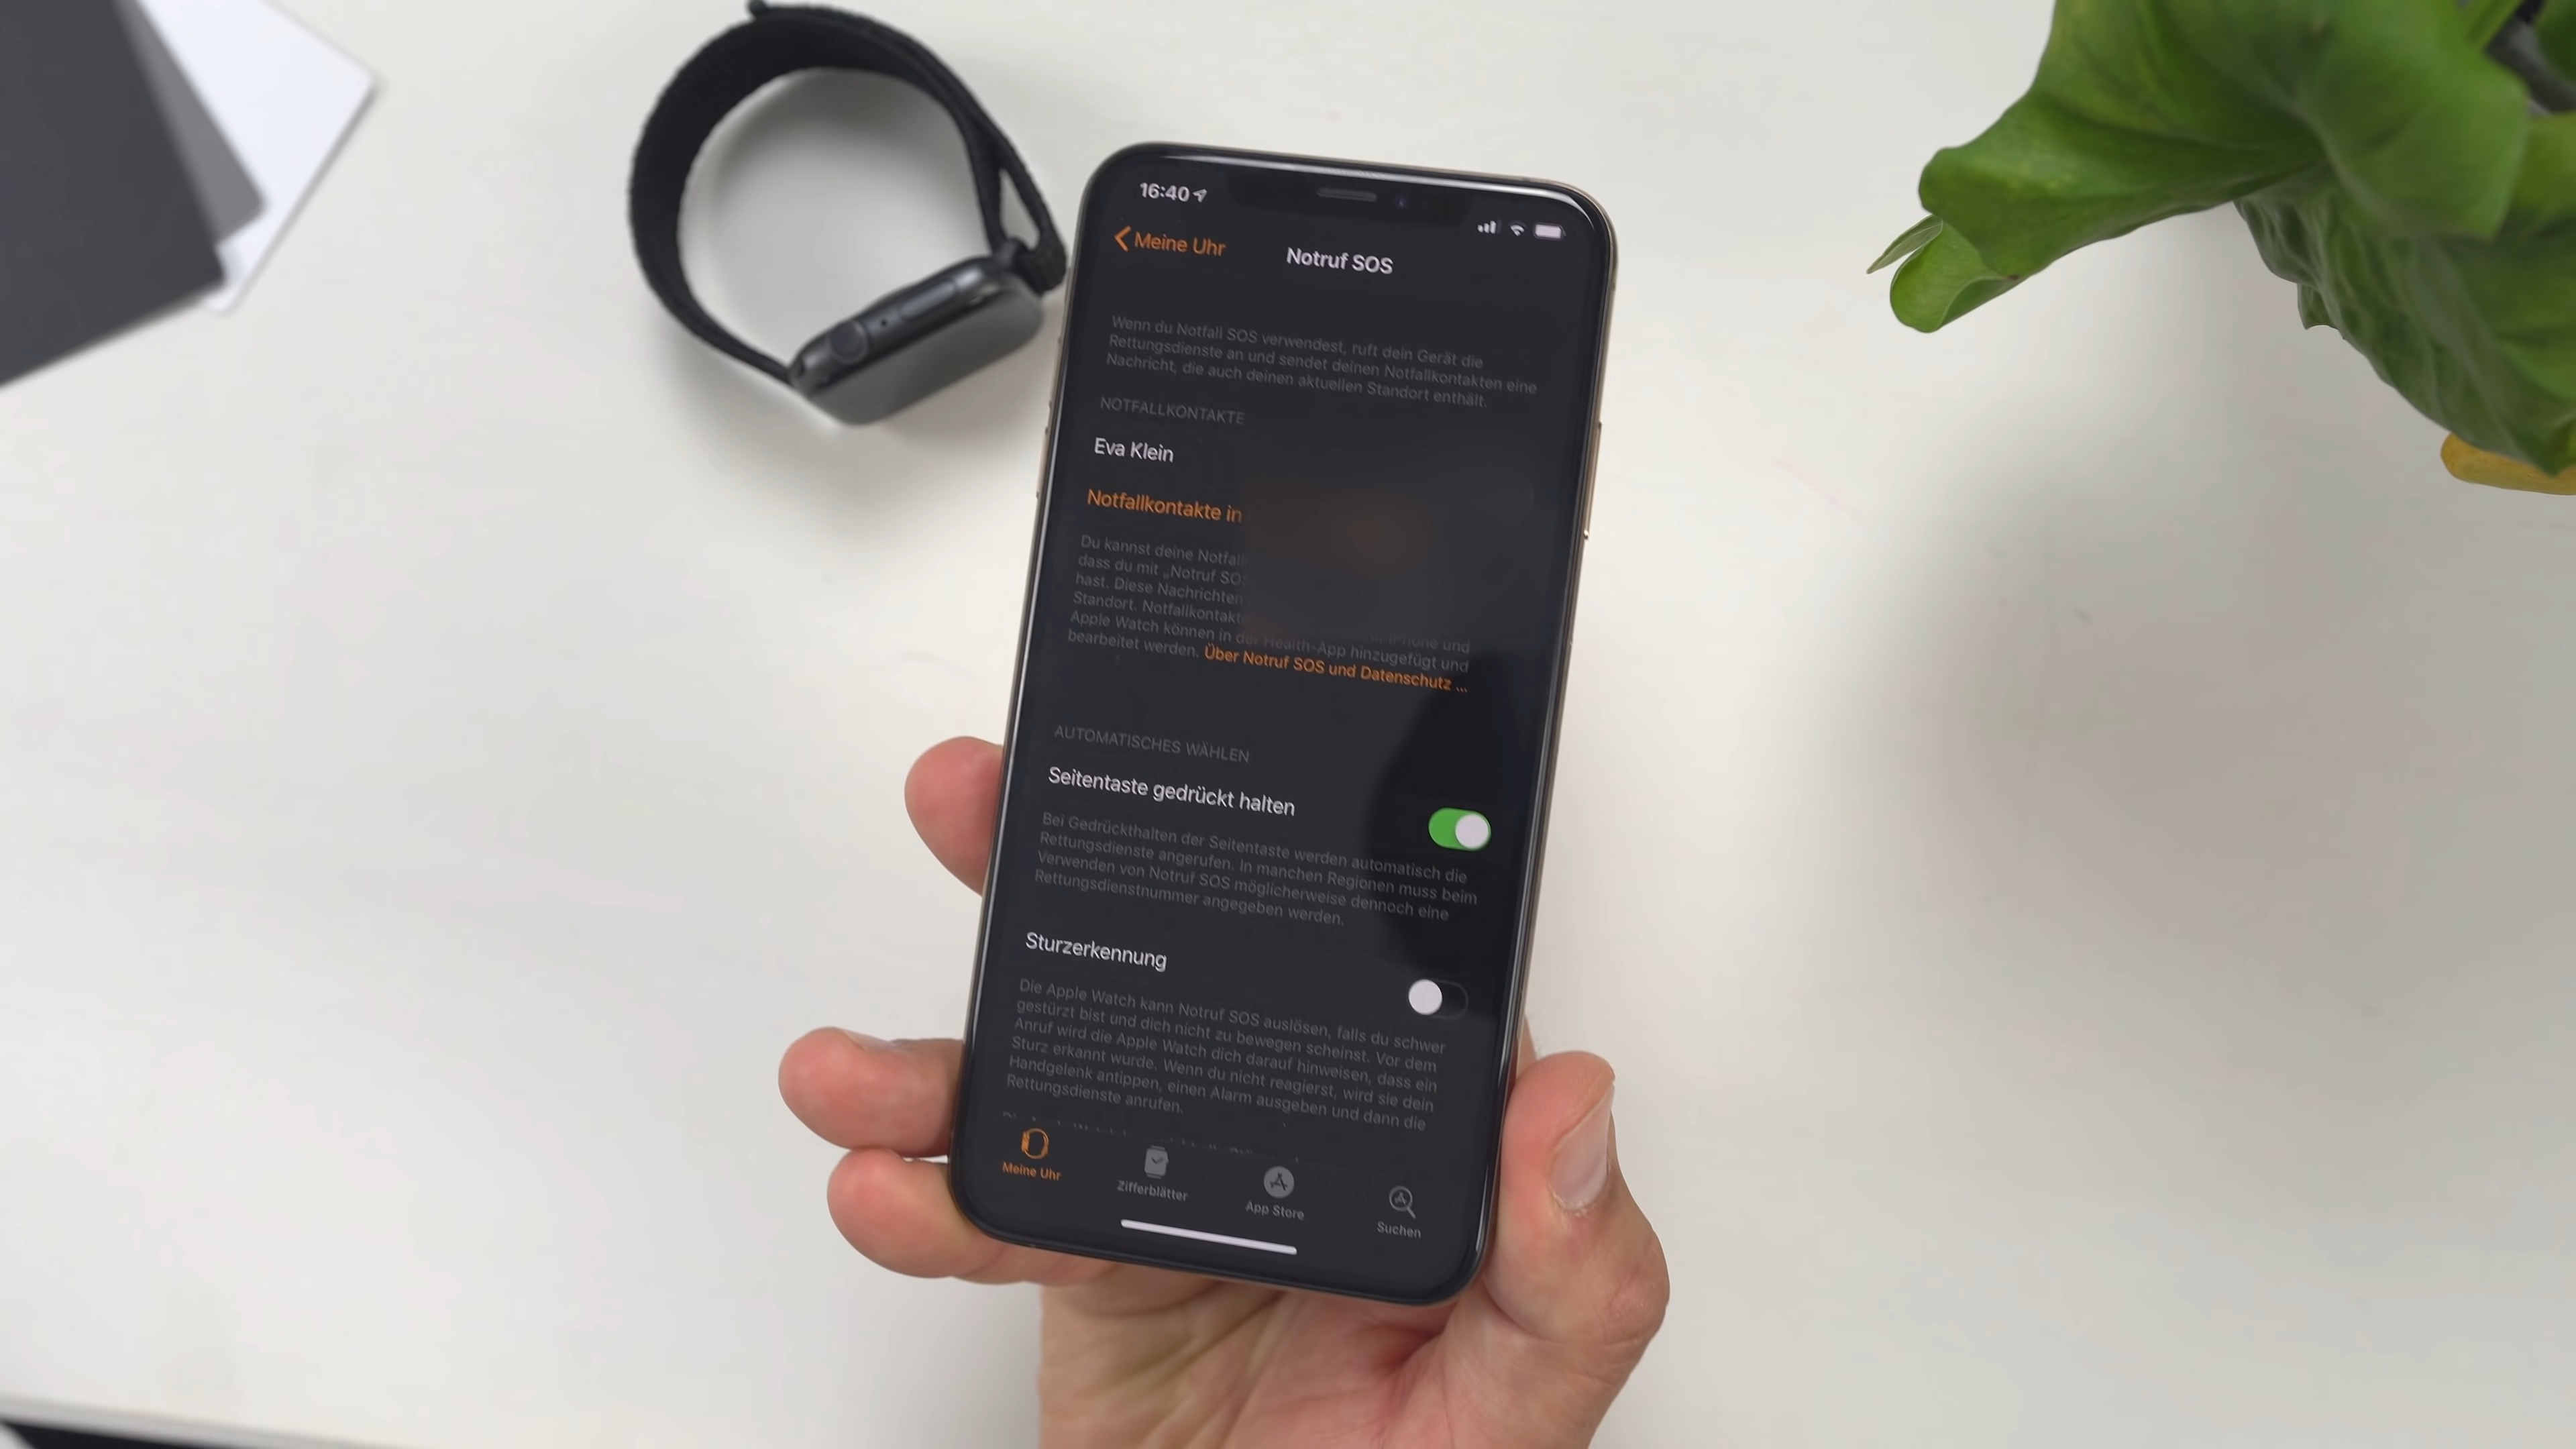 16:40
Meine Uhr
Notruf SOS
Wenn du Notfall SOS verwendest, ruft dein Gerät die
Rettungsdienste an und sendet deinen Notfallkontakten eine
Nachricht, die auch deinen aktuellen Standort enthält.
NOTFALLKONTAKTE
Eva Klein
Notfallkontakte in
Du kannst deine
dass du mit „Notruf
hast. Diese Nachrichten
Standort.
iPhone und
Apple Watch können in der Health-App hinzugefügt und
bearbeitet werden. Über Notruf SOS und Datenschutz ...
AUTOMATISCHES WÄHLEN
Seitentaste gedrückt halten
Bei Gedrückthalten der Seitentaste werden automatisch die
Rettungsdienste angerufen. In manchen Regionen muss beim
Verwenden von Notruf SOS möglicherweise dennoch eine
Rettungsdienstnummer angegeben werden.
Sturzerkennung
Die Apple Watch kann Notruf SOS auslösen, falls du schwer
gestürzt bist und dich nicht zu bewegen scheinst. Vor dem
Anruf wird die Apple Watch dich darauf hinweisen, dass ein
Sturz erkannt wurde. Wenn du nicht reagierst, wird sie dein
Handgelenk antippen, einen Alarm ausgeben und dann die
Rettungsdienste anrufen.
Meine Uhr
Zifferblätter
App Store
Suchen